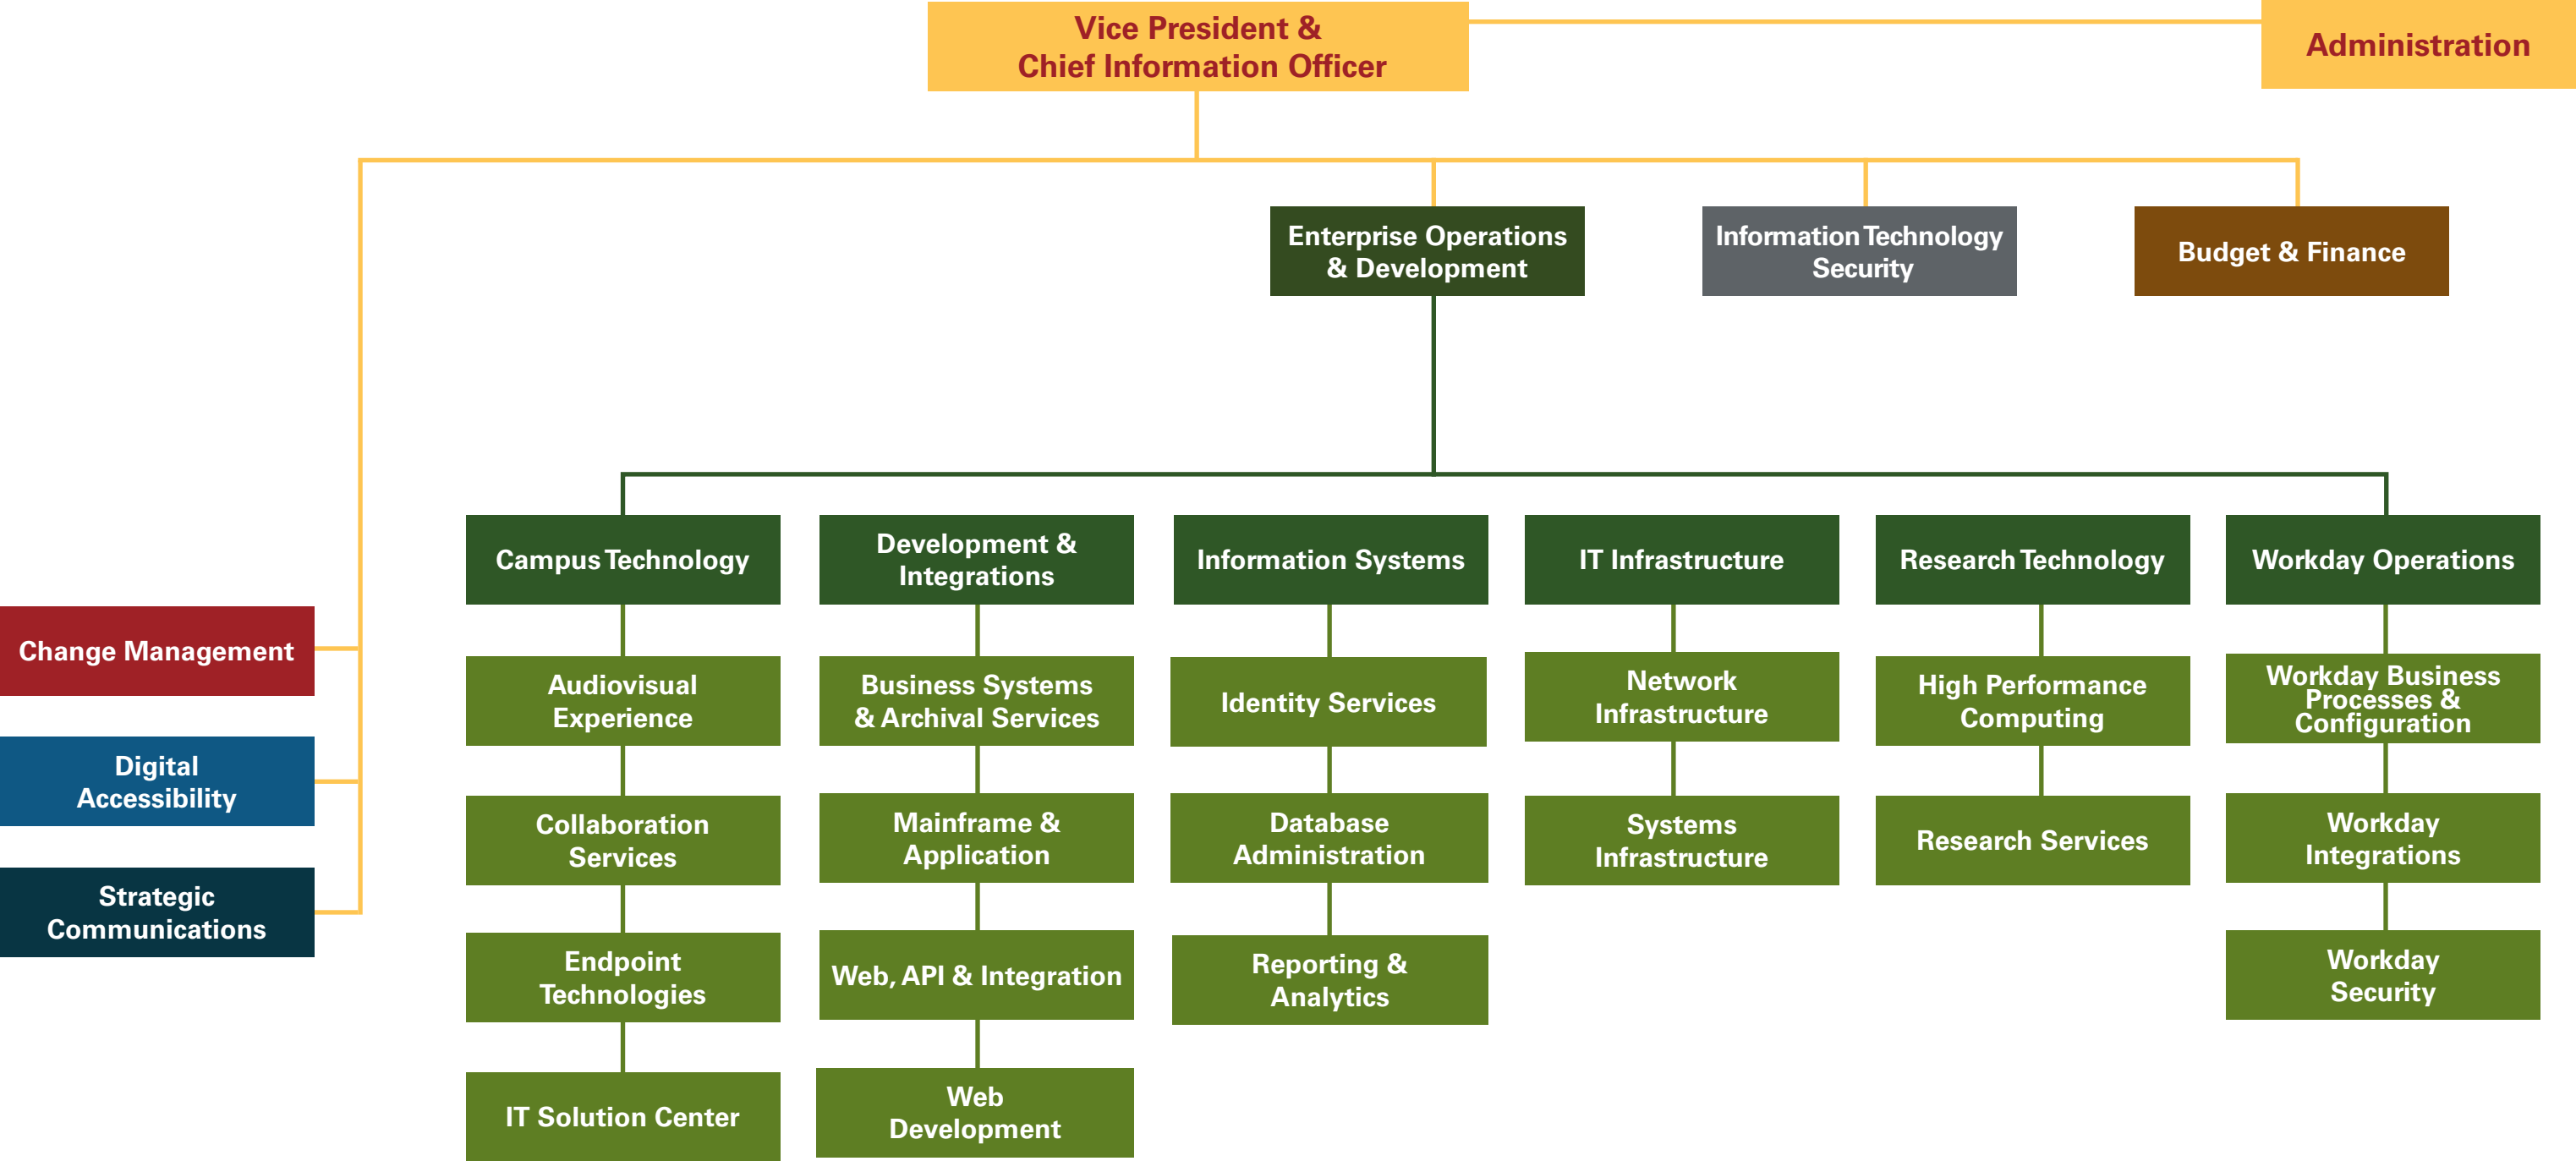 Vice President &
Chief Information Officer
Administration
Enterprise Operations
& Development
Information Technology
Security
Budget & Finance
Change Management
Digital
Accessibility
Strategic
Communications
Campus Technology
Audiovisual
Experience
Collaboration
Services
Endpoint
Technologies
IT Solution Center
Development &
Integrations
Business Systems
& Archival Services
Mainframe &
Application
Web, API & Integration
Web
Development
Information Systems
Identity Services
Database
Administration
Reporting &
Analytics
IT Infrastructure
Network
Infrastructure
Systems
Infrastructure
Research Technology
High Performance
Computing
Research Services
Workday Operations
Workday Business
Processes &
Configuration
Workday
Integrations
Workday
Security